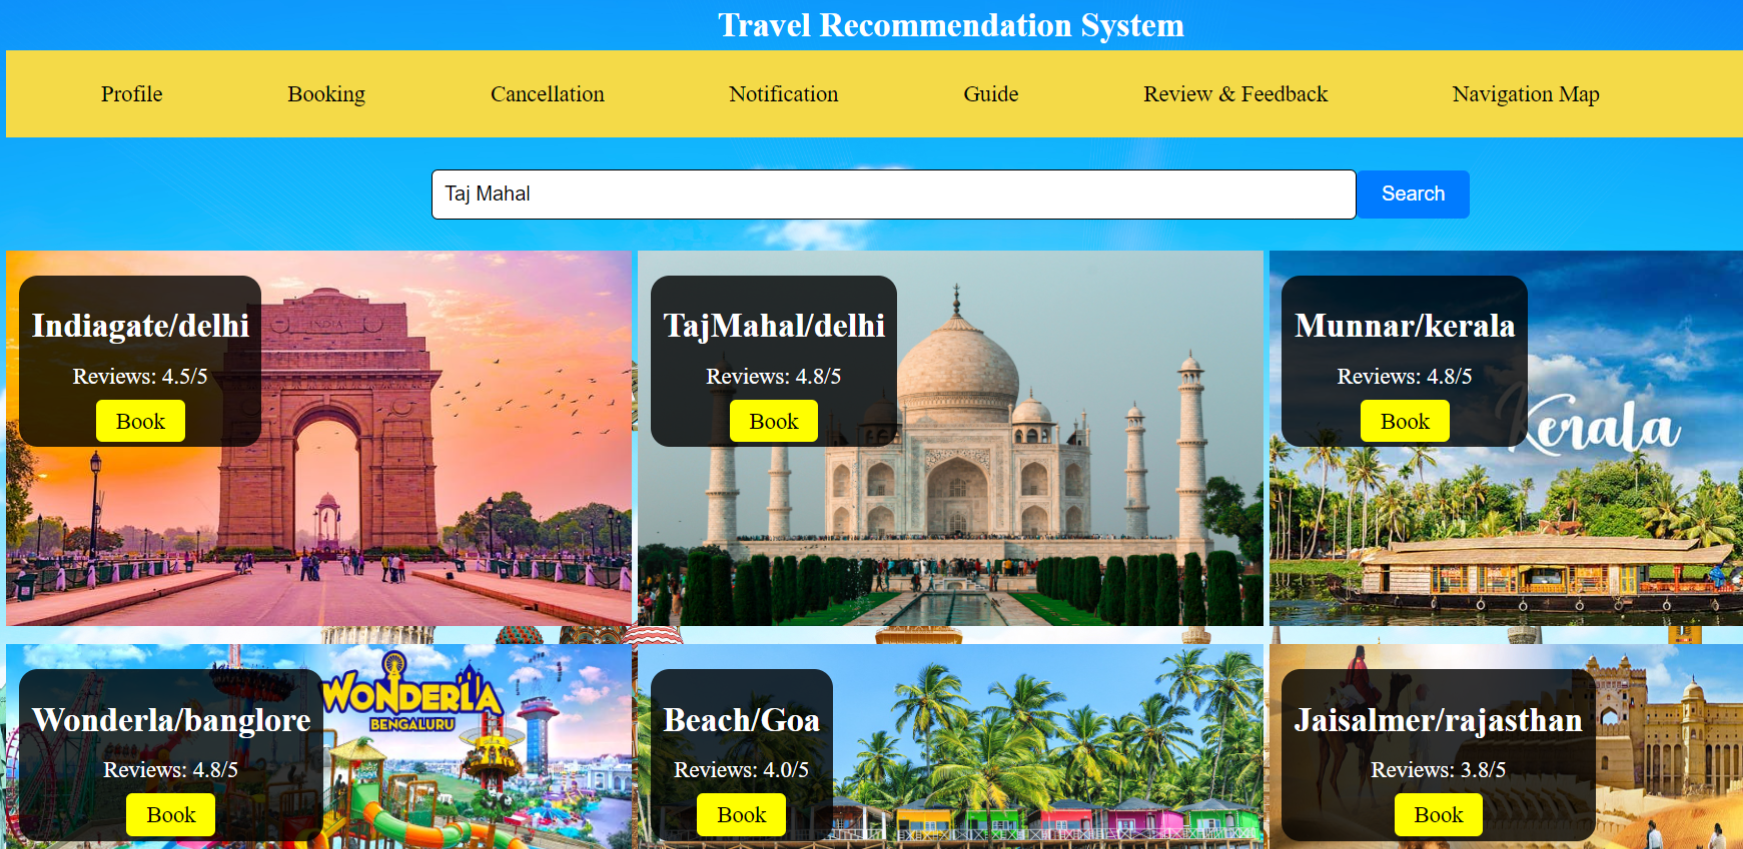 Travel Recommendation System
Profile
Booking
Cancellation
Notification
Guide
Review & Feedback
Navigation Map
Taj Mahal
Search
Indiagate/delhi
Reviews: 4.5/5
Book
INDIA
TajMahal/delhi
Reviews: 4.8/5
Book
Munnar/kerala
Reviews: 4.8/5
Book
Kerala
Wonderla/banglore
Reviews: 4.8/5
Book
WONDERLA
BENGALURU
Beach/Goa
Reviews: 4.0/5
Book
Jaisalmer/rajasthan
Reviews: 3.8/5
Book